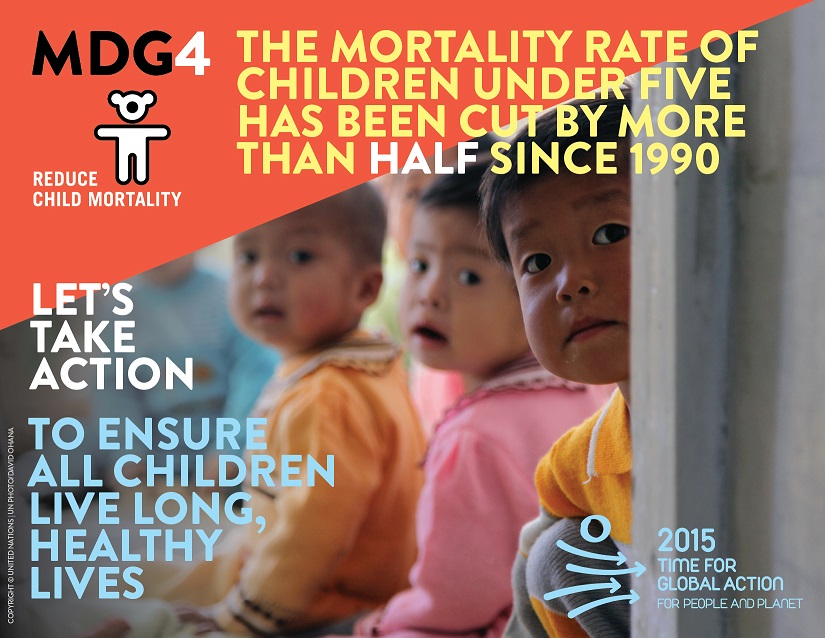 MDG4
REDUCE
CHILD MORTALITY
THE MORTALITY RATE OF
CHILDREN UNDER FIVE
HAS BEEN CUT BY MORE
THAN HALF SINCE 1990
LET'S
TAKE
ACTION
TO ENSURE
ALL CHILDREN
LIVE LONG,
HEALTHY
LIVES
COPYRIGHT © UNITED NATIONS | UN PHOTO/DAVID OHANA
2015
TIME FOR
GLOBAL ACTION
FOR PEOPLE AND PLANET